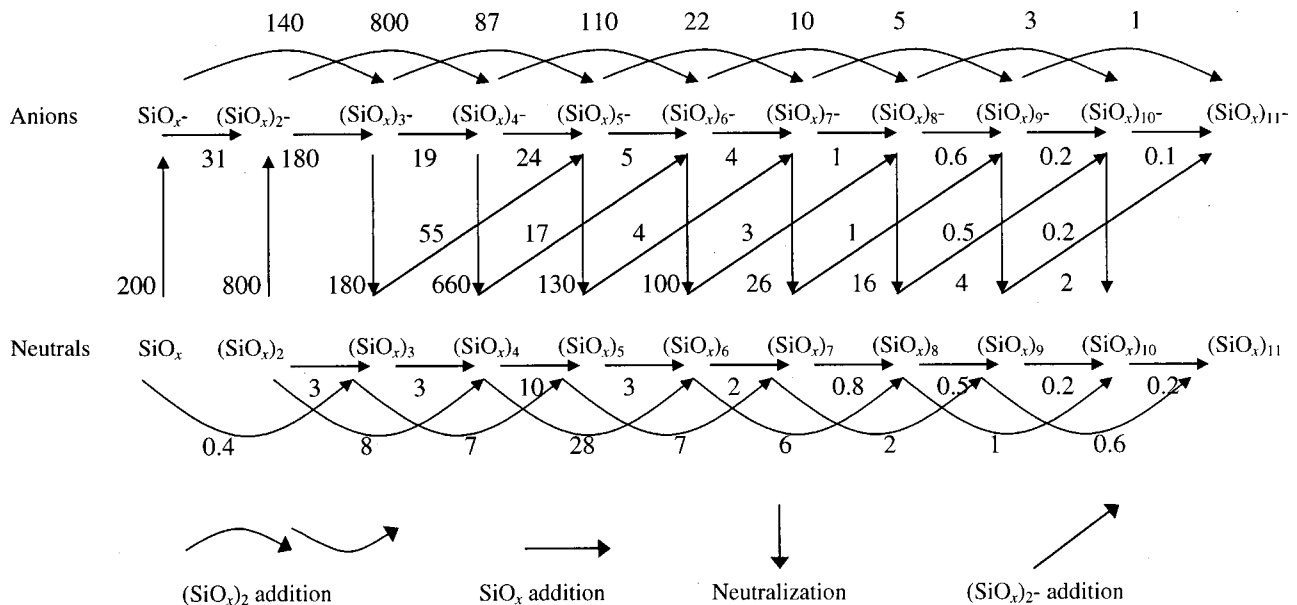 140 800 87 110 22 10 5 3 1
Anions SiOx- (SiOx)2- (SiOx)3- (SiOx)4- (SiOx)5- (SiOx)6- (SiOx)7- (SiOx)8- (SiOx)9- (SiOx)10- (SiOx)11-
31 180 19 24 5 4 1 0.6 0.2 0.1
55 17 4 3 1 0.5 0.2
200 800 180 660 130 100 26 16 4 2
Neutrals SiOx (SiOx)2 (SiOx)3 (SiOx)4 (SiOx)5 (SiOx)6 (SiOx)7 (SiOx)8 (SiOx)9 (SiOx)10 (SiOx)11
3 3 10 3 2 0.8 0.5 0.2 0.2
0.4 8 7 28 7 6 2 1 0.6
(SiOx)2 addition SiOx addition Neutralization (SiOx)2- addition